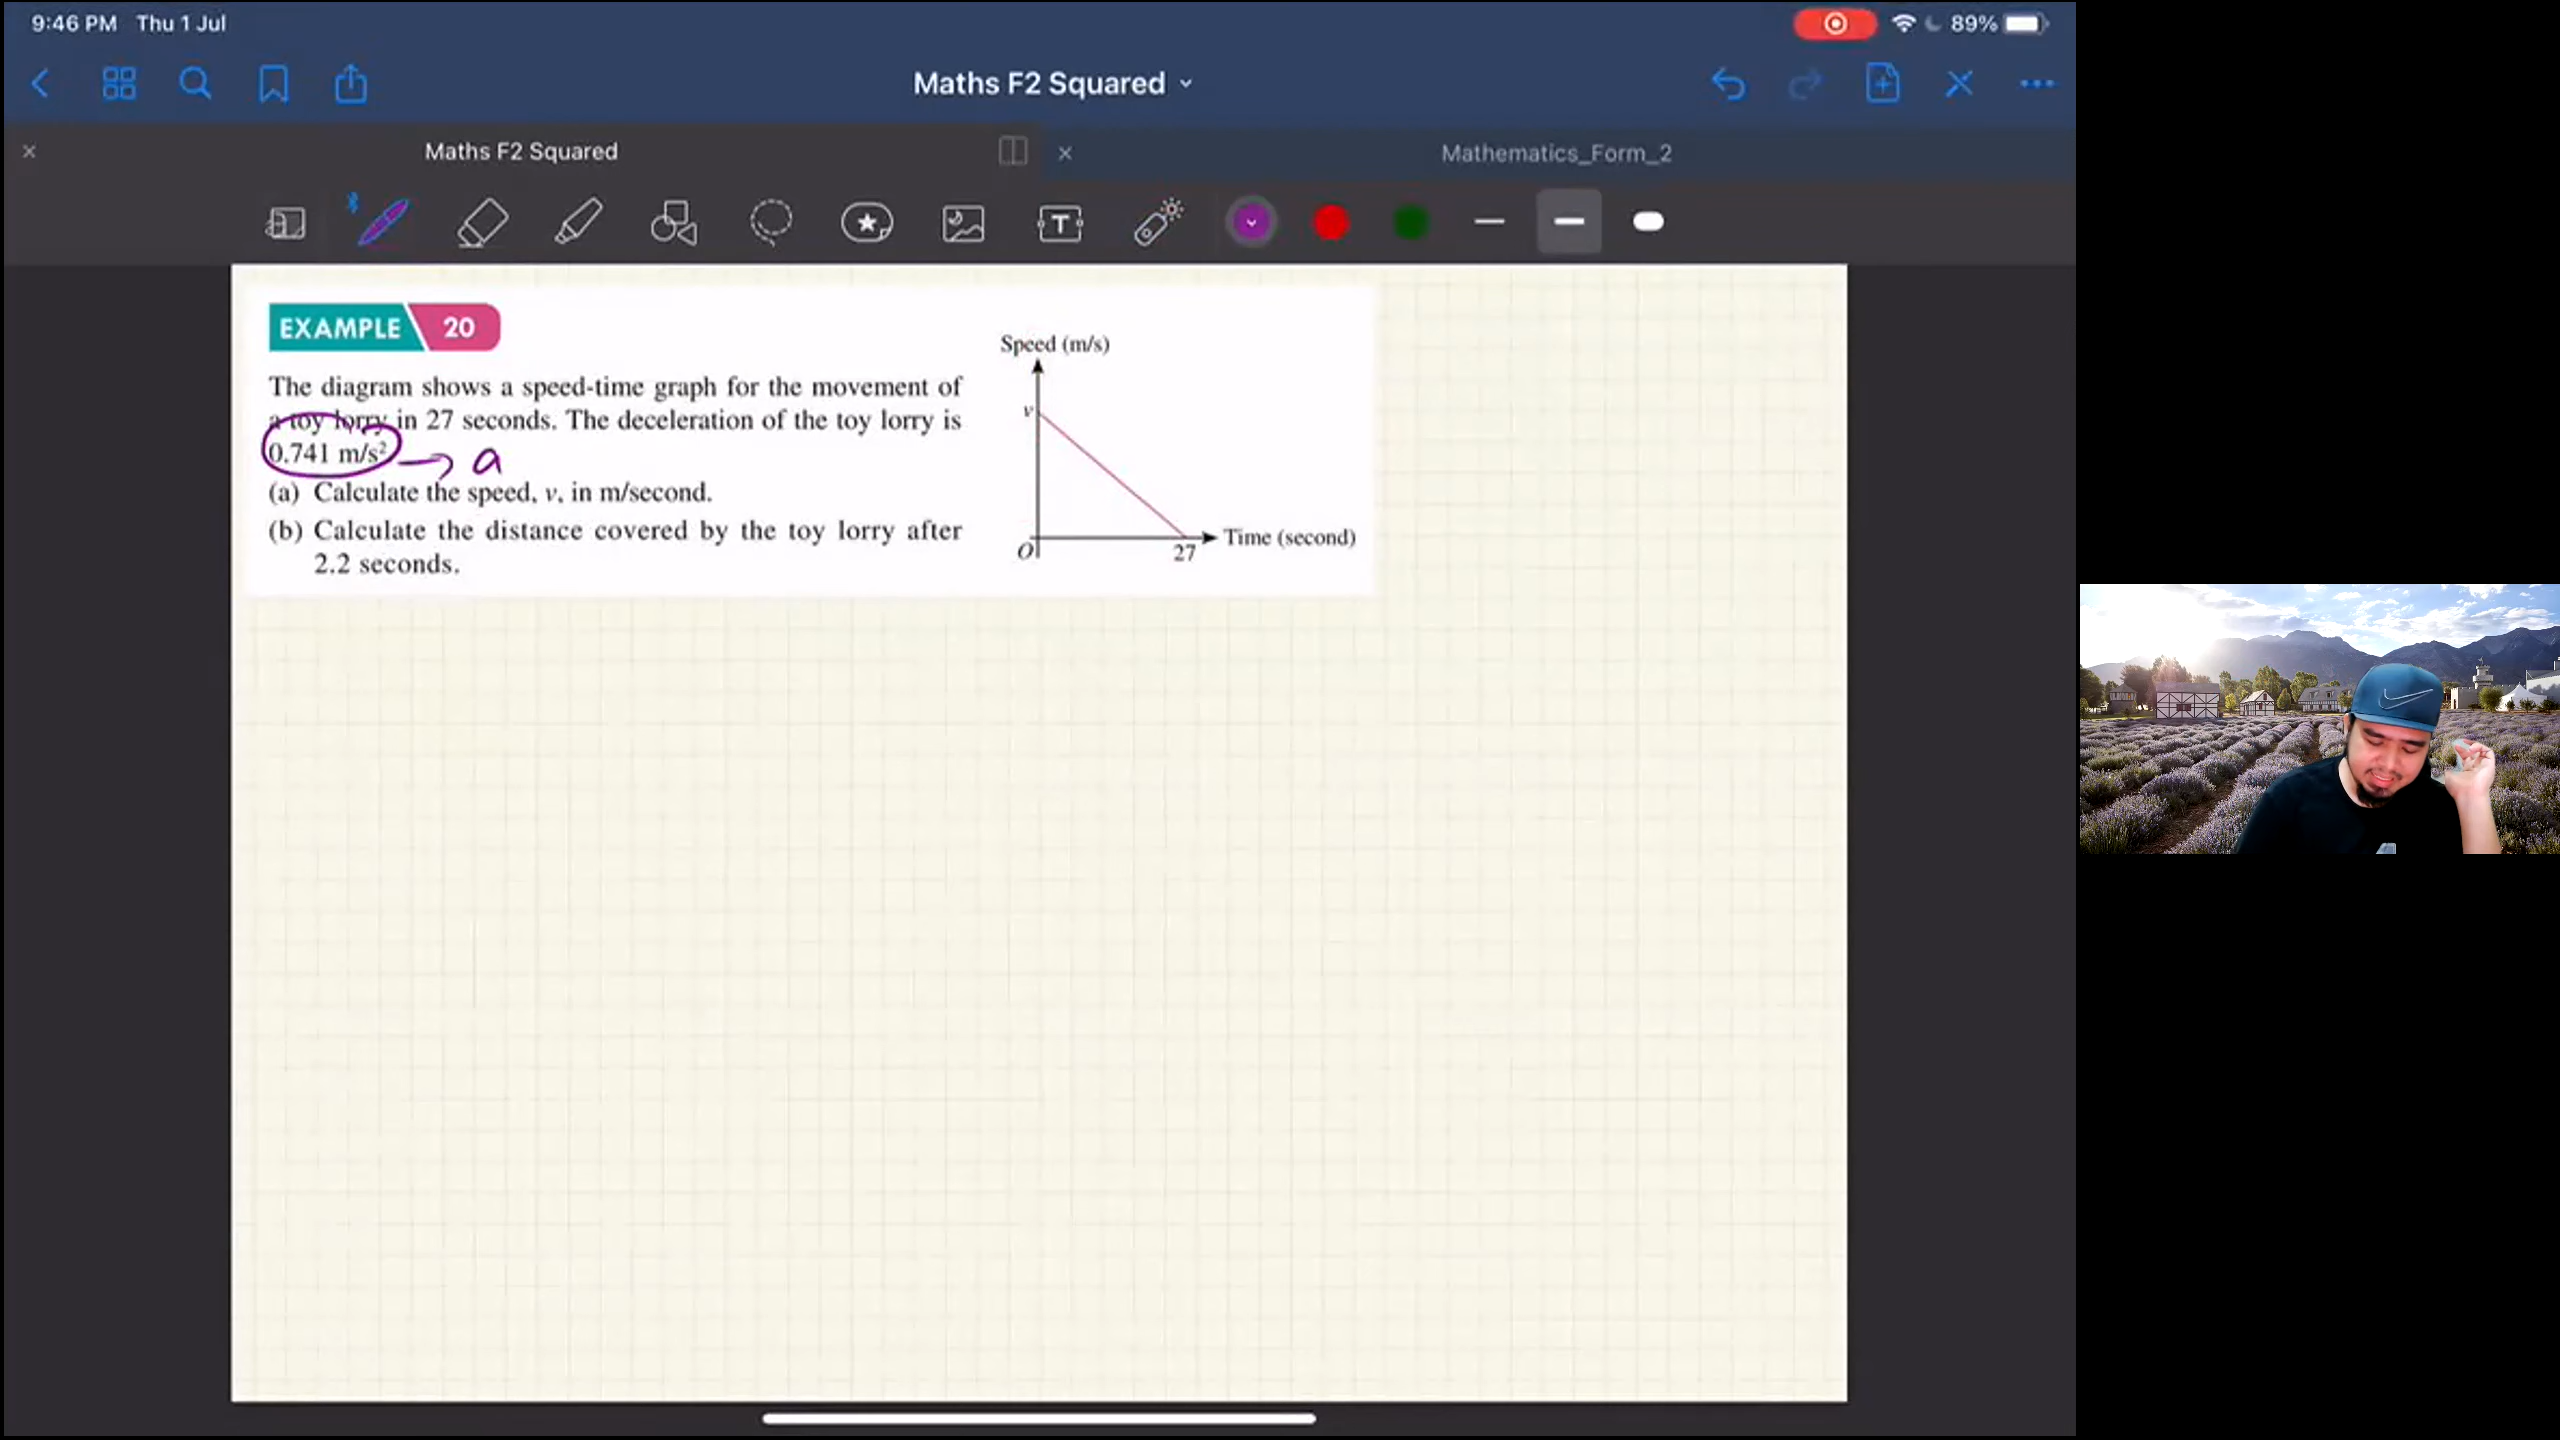 9:46 PM Thu 1 Jul
89%
Maths F2 Squared
Maths F2 Squared
Mathematics_Form_2
T
EXAMPLE 20
The diagram shows a speed-time graph for the movement of
a toy lorry in 27 seconds. The deceleration of the toy lorry is
0.741 m/s² → a
(a) Calculate the speed, v, in m/second.
(b) Calculate the distance covered by the toy lorry after
2.2 seconds.
Speed (m/s)
v
O
27
Time (second)